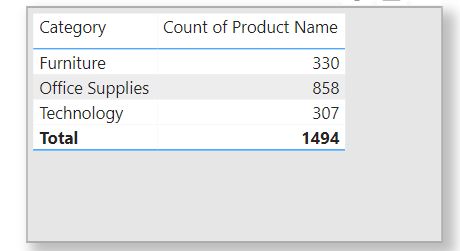 Category Count of Product Name
Furniture 330
Office Supplies 858
Technology 307
Total 1494